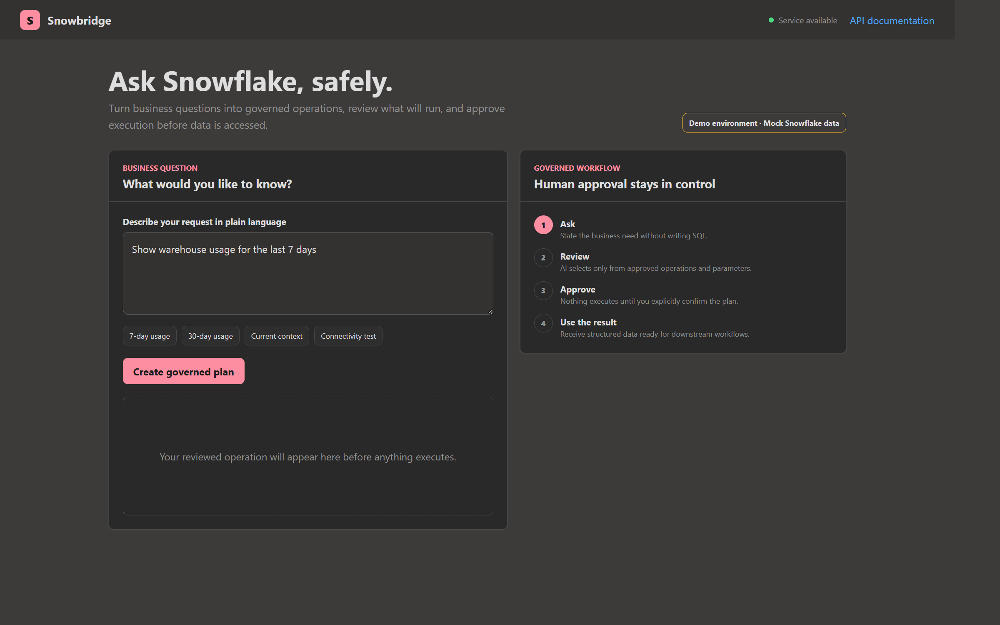 S
Snowbridge
Service available
API documentation
Ask Snowflake, safely.
Turn business questions into governed operations, review what will run, and approve
execution before data is accessed.
Demo environment · Mock Snowflake data
BUSINESS QUESTION
What would you like to know?
Describe your request in plain language
Show warehouse usage for the last 7 days
7-day usage
30-day usage
Current context
Connectivity test
Create governed plan
Your reviewed operation will appear here before anything executes.
GOVERNED WORKFLOW
Human approval stays in control
1
Ask
State the business need without writing SQL.
2
Review
AI selects only from approved operations and parameters.
3
Approve
Nothing executes until you explicitly confirm the plan.
4
Use the result
Receive structured data ready for downstream workflows.